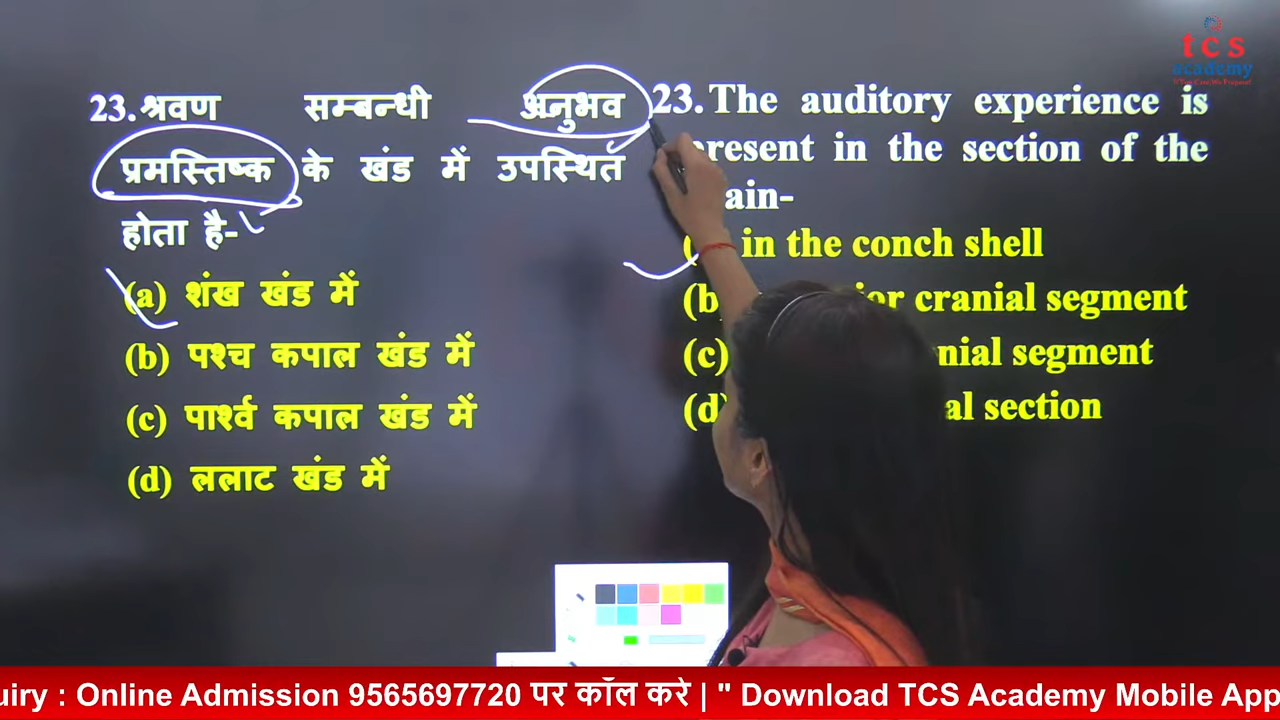 tcs
academy
23.श्रवण सम्बन्धी अनुभव
प्रमस्तिष्क के खंड में उपस्थित
होता है-
(a) शंख खंड में
(b) पश्च कपाल खंड में
(c) पार्श्व कपाल खंड में
(d) ललाट खंड में
23.The auditory experience is
present in the section of the
ain-
( in the conch shell
(b ior cranial segment
(c) nial segment
(d al section
uiry : Online Admission 9565697720 पर कॉल करे | " Download TCS Academy Mobile App